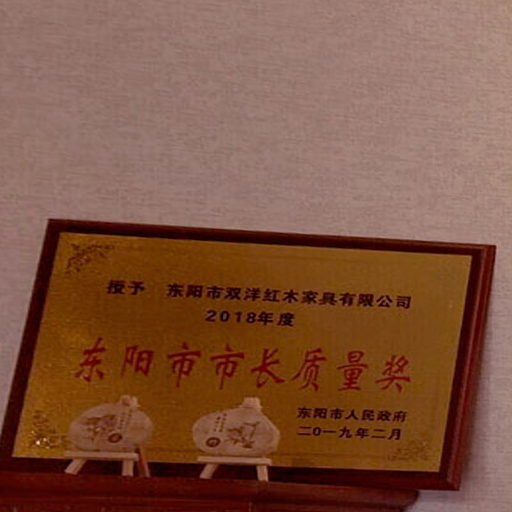 授予 东阳市双洋红木家具有限公司
2018年度
东阳市市长质量奖
东阳市人民政府
二〇一九年二月